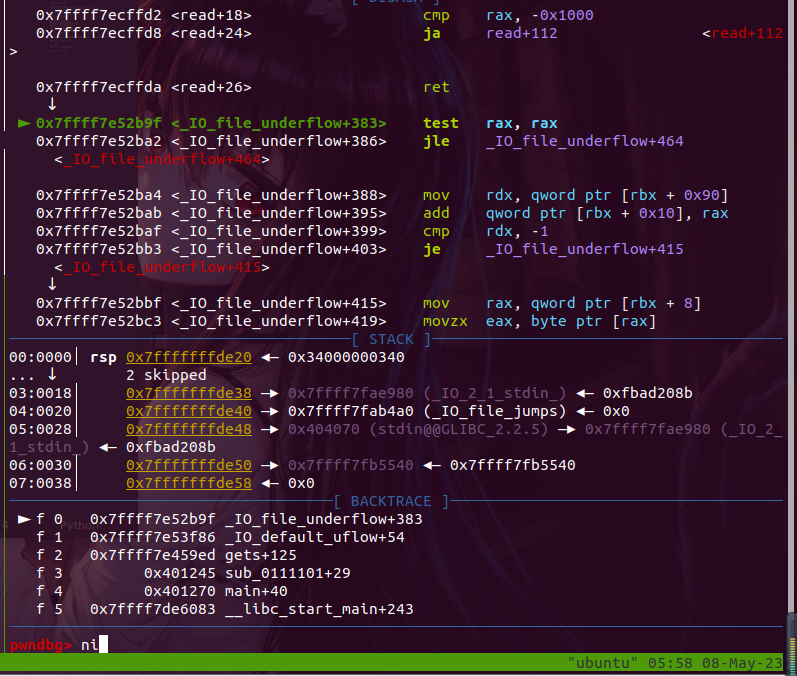 [ DISASM ]
0x7ffff7ecffd2 <read+18> cmp rax, -0x1000
0x7ffff7ecffd8 <read+24> ja read+112 <read+112
>
0x7ffff7ecffda <read+26> ret
↓
► 0x7ffff7e52b9f <_IO_file_underflow+383> test rax, rax
0x7ffff7e52ba2 <_IO_file_underflow+386> jle _IO_file_underflow+464
<_IO_file_underflow+464>
0x7ffff7e52ba4 <_IO_file_underflow+388> mov rdx, qword ptr [rbx + 0x90]
0x7ffff7e52bab <_IO_file_underflow+395> add qword ptr [rbx + 0x10], rax
0x7ffff7e52baf <_IO_file_underflow+399> cmp rdx, -1
0x7ffff7e52bb3 <_IO_file_underflow+403> je _IO_file_underflow+415
<_IO_file_underflow+415>
↓
0x7ffff7e52bbf <_IO_file_underflow+415> mov rax, qword ptr [rbx + 8]
0x7ffff7e52bc3 <_IO_file_underflow+419> movzx eax, byte ptr [rax]
[ STACK ]
00:0000│ rsp 0x7fffffffde20 ◂— 0x34000000340
... ↓ 2 skipped
03:0018│ 0x7fffffffde38 —▸ 0x7ffff7fae980 (_IO_2_1_stdin_) ◂— 0xfbad208b
04:0020│ 0x7fffffffde40 —▸ 0x7ffff7fab4a0 (_IO_file_jumps) ◂— 0x0
05:0028│ 0x7fffffffde48 —▸ 0x404070 (stdin@@GLIBC_2.2.5) —▸ 0x7ffff7fae980 (_IO_2_
1_stdin_) ◂— 0xfbad208b
06:0030│ 0x7fffffffde50 —▸ 0x7ffff7fb5540 ◂— 0x7ffff7fb5540
07:0038│ 0x7fffffffde58 ◂— 0x0
[ BACKTRACE ]
► f 0 0x7ffff7e52b9f _IO_file_underflow+383
f 1 0x7ffff7e53f86 _IO_default_uflow+54
f 2 0x7ffff7e459ed gets+125
f 3 0x401245 sub_0111101+29
f 4 0x401270 main+40
f 5 0x7ffff7de6083 __libc_start_main+243
pwndbg> ni
"ubuntu" 05:58 08-May-23